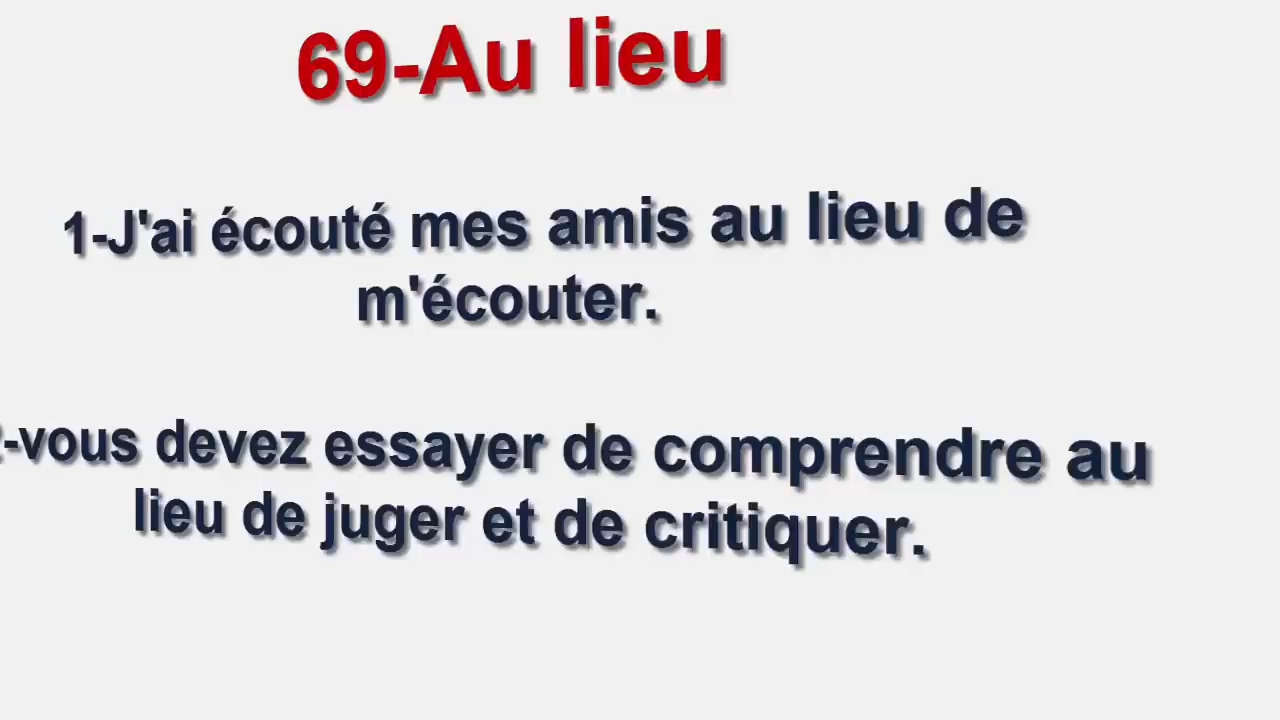 69-Au lieu
1-J'ai écouté mes amis au lieu de
m'écouter.
2-vous devez essayer de comprendre au
lieu de juger et de critiquer.